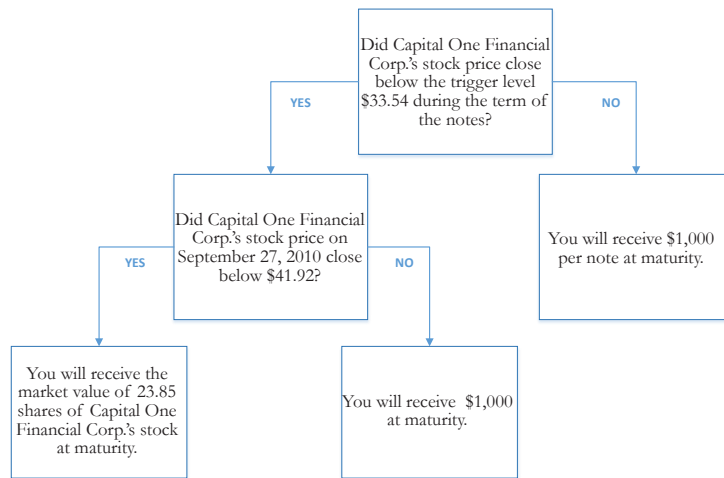 Did Capital One Financial
Corp.'s stock price close
below the trigger level
$33.54 during the term of
the notes?
YES
NO
Did Capital One Financial
Corp.'s stock price on
September 27, 2010 close
below $41.92?
You will receive $1,000
per note at maturity.
YES
NO
You will receive the
market value of 23.85
shares of Capital One
Financial Corp.'s stock
at maturity.
You will receive $1,000
at maturity.